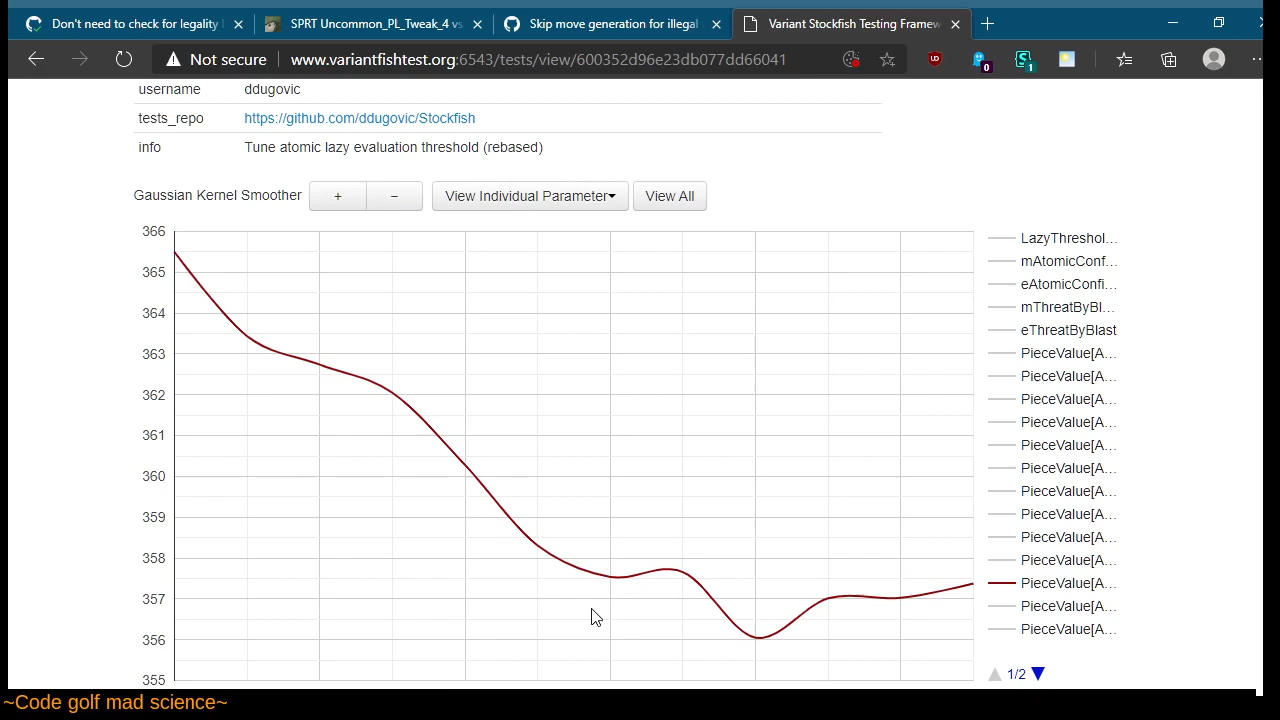 Don't need to check for legality
SPRT Uncommon_PL_Tweak_4 vs
Skip move generation for illegal
Variant Stockfish Testing Framew
Not secure www.variantfishtest.org:6543/tests/view/600352d96e23db077dd66041
UD
0
S
1
username ddugovic
tests_repo https://github.com/ddugovic/Stockfish
info Tune atomic lazy evaluation threshold (rebased)
Gaussian Kernel Smoother + − View Individual Parameter View All
366
365
364
363
362
361
360
359
358
357
356
355
LazyThreshol...
mAtomicConf...
eAtomicConfi...
mThreatByBl...
eThreatByBlast
PieceValue[A...
PieceValue[A...
PieceValue[A...
PieceValue[A...
PieceValue[A...
PieceValue[A...
PieceValue[A...
PieceValue[A...
PieceValue[A...
PieceValue[A...
PieceValue[A...
PieceValue[A...
PieceValue[A...
1/2
~Code golf mad science~